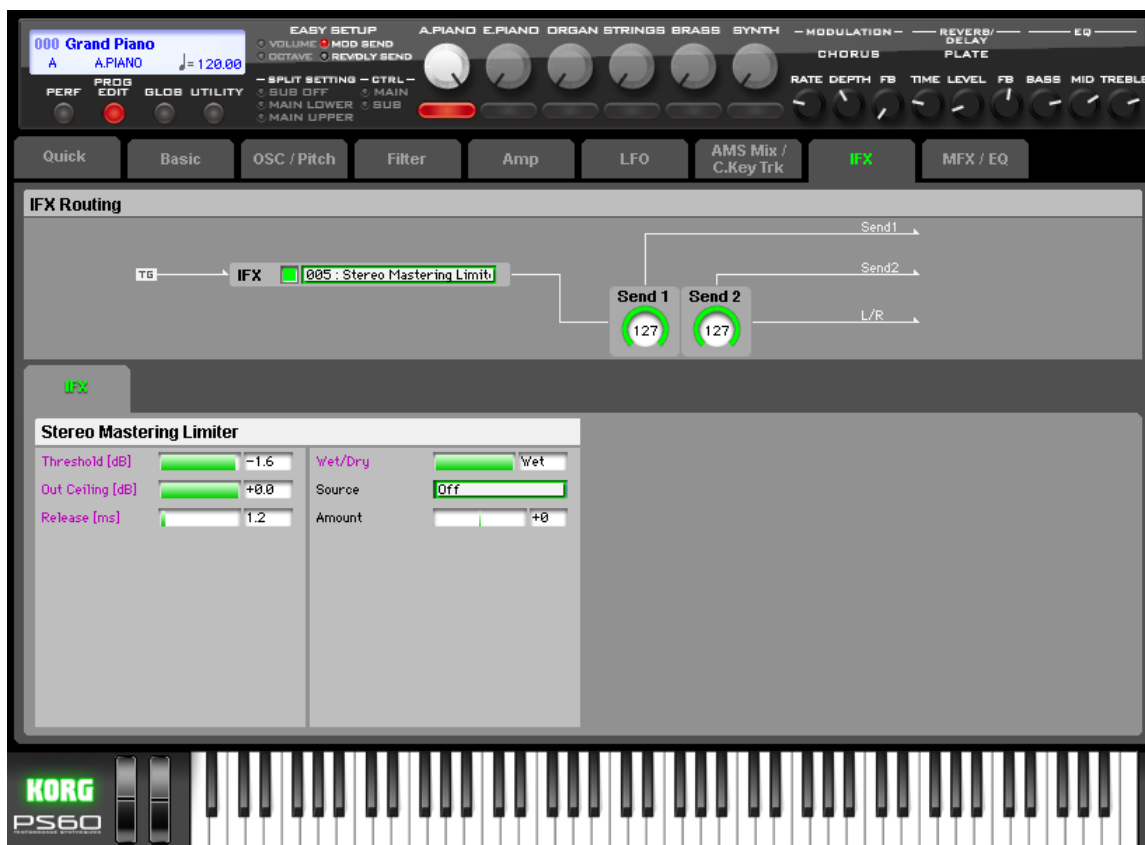 000 Grand Piano
A A.PIANO ♩= 120.00
PERF PROG EDIT GLOB UTILITY
EASY SETUP
VOLUME MOD SEND
OCTAVE REVDLY SEND
SPLIT SETTING CTRL
SUB OFF MAIN
MAIN LOWER SUB
MAIN UPPER
A.PIANO E.PIANO ORGAN STRINGS BRASS SYNTH
MODULATION REVERB/DELAY EQ
CHORUS PLATE
RATE DEPTH FB TIME LEVEL FB BASS MID TREBLE
Quick Basic OSC / Pitch Filter Amp LFO AMS Mix / C.Key Trk IFX MFX / EQ
IFX Routing
TG IFX 005 : Stereo Mastering Limit
Send1
Send2
L/R
Send 1 Send 2
127 127
IFX
Stereo Mastering Limiter
Threshold [dB] -1.6 Wet/Dry Wet
Out Ceiling [dB] +0.0 Source Off
Release [ms] 1.2 Amount +0
KORG
PS60